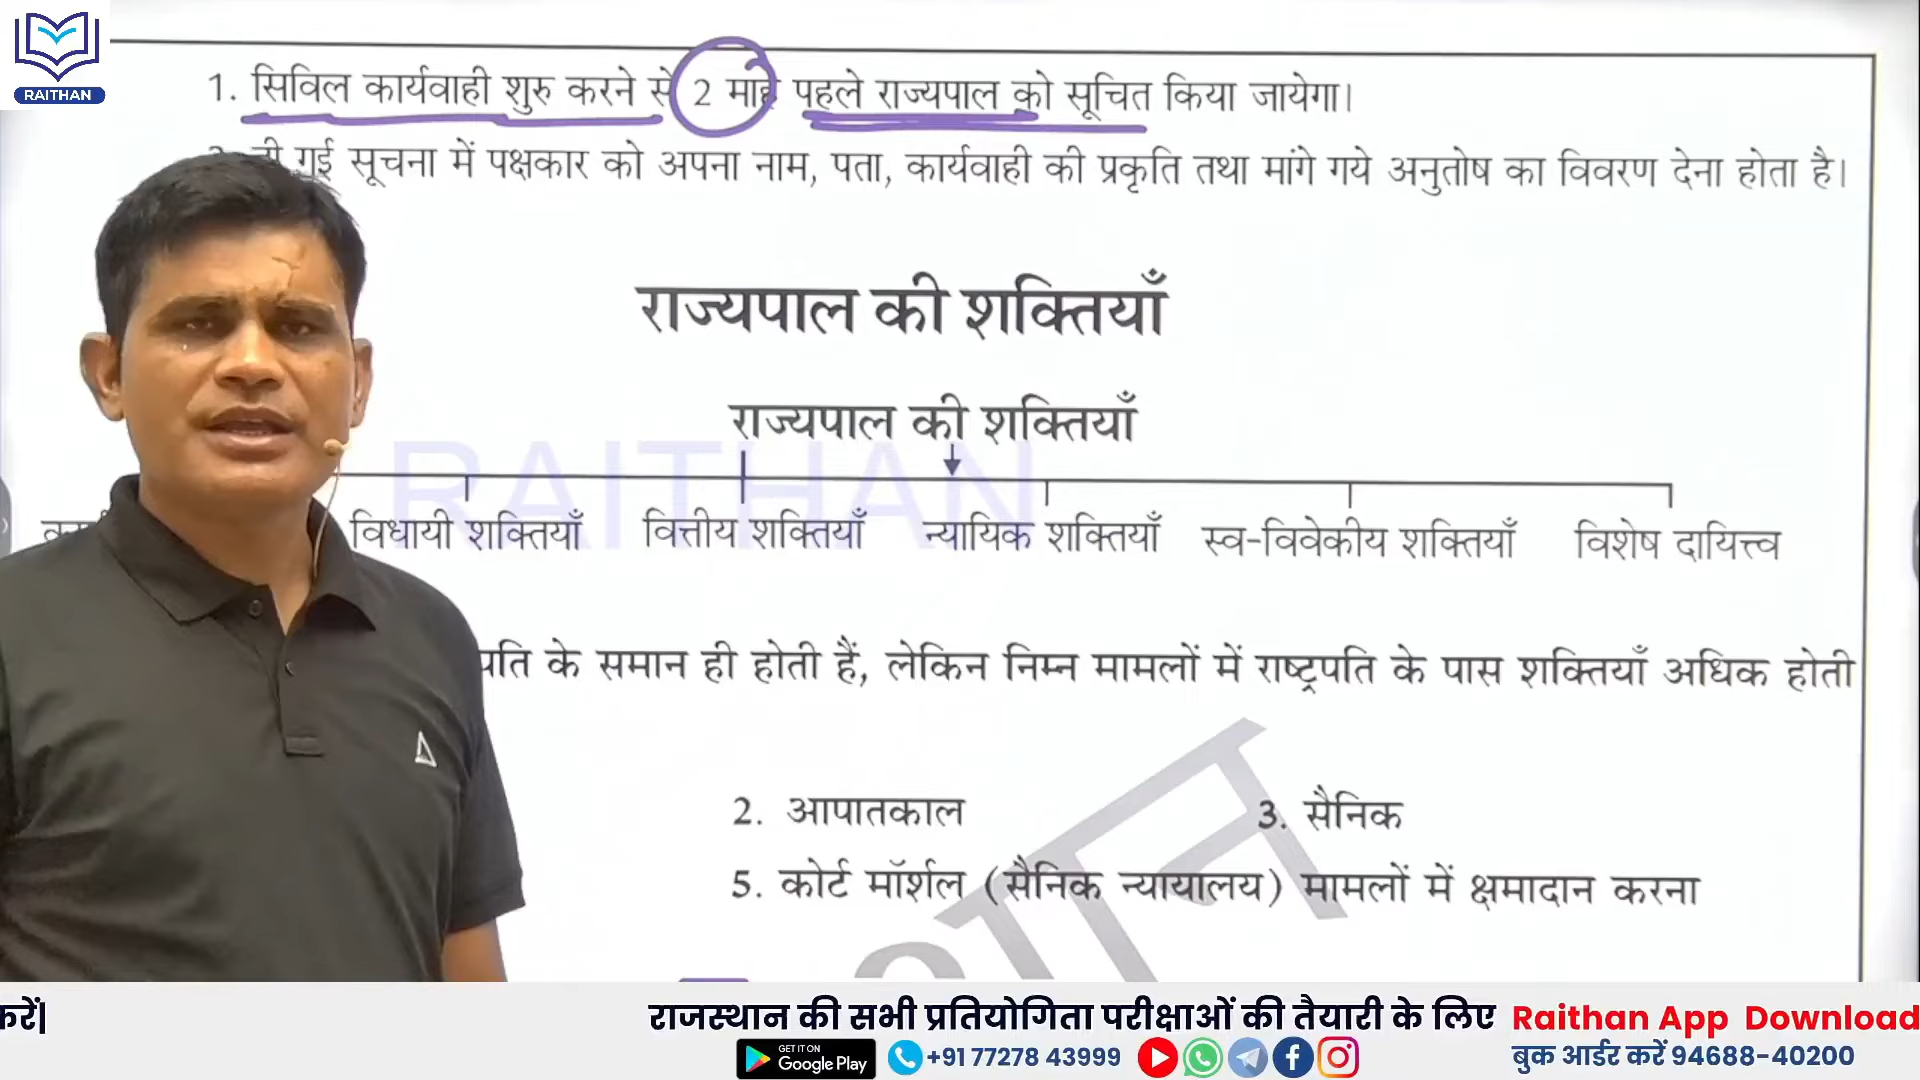 RAITHAN
1. सिविल कार्यवाही शुरु करने से 2 माह पहले राज्यपाल को सूचित किया जायेगा।
गई सूचना में पक्षकार को अपना नाम, पता, कार्यवाही की प्रकृति तथा मांगे गये अनुतोष का विवरण देना होता है।
राज्यपाल की शक्तियाँ
राज्यपाल की शक्तियाँ
RAITHAN
विधायी शक्तियाँ वित्तीय शक्तियाँ न्यायिक शक्तियाँ स्व-विवेकीय शक्तियाँ विशेष दायित्त्व
के समान ही होती हैं, लेकिन निम्न मामलों में राष्ट्रपति के पास शक्तियाँ अधिक होती
2. आपातकाल 3. सैनिक
5. कोर्ट मॉर्शल (सैनिक न्यायालय) मामलों में क्षमादान करना
करें| राजस्थान की सभी प्रतियोगिता परीक्षाओं की तैयारी के लिए Raithan App Download
GET IT ON
Google Play +91 77278 43999 बुक आर्डर करें 94688-40200